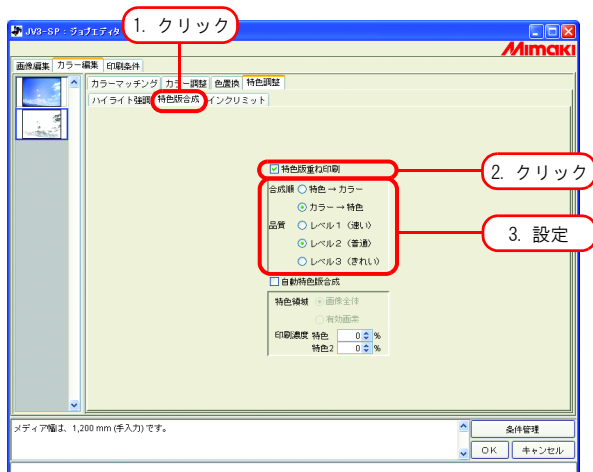 JV3-SP : ジョブエディタ
1. クリック
Mimaki
画像編集 カラー編集 印刷条件
カラーマッチング カラー調整 色置換 特色調整
ハイライト強調 特色版合成 インクリミット
特色版重ね印刷
2. クリック
合成順 特色 → カラー
カラー → 特色
品質 レベル1 (速い)
3. 設定
レベル2 (普通)
レベル3 (きれい)
自動特色版合成
特色領域 画像全体
有効画素
印刷濃度 特色 0 %
特色2 0 %
メディア幅は、1,200 mm (手入力) です。
条件管理
OK キャンセル